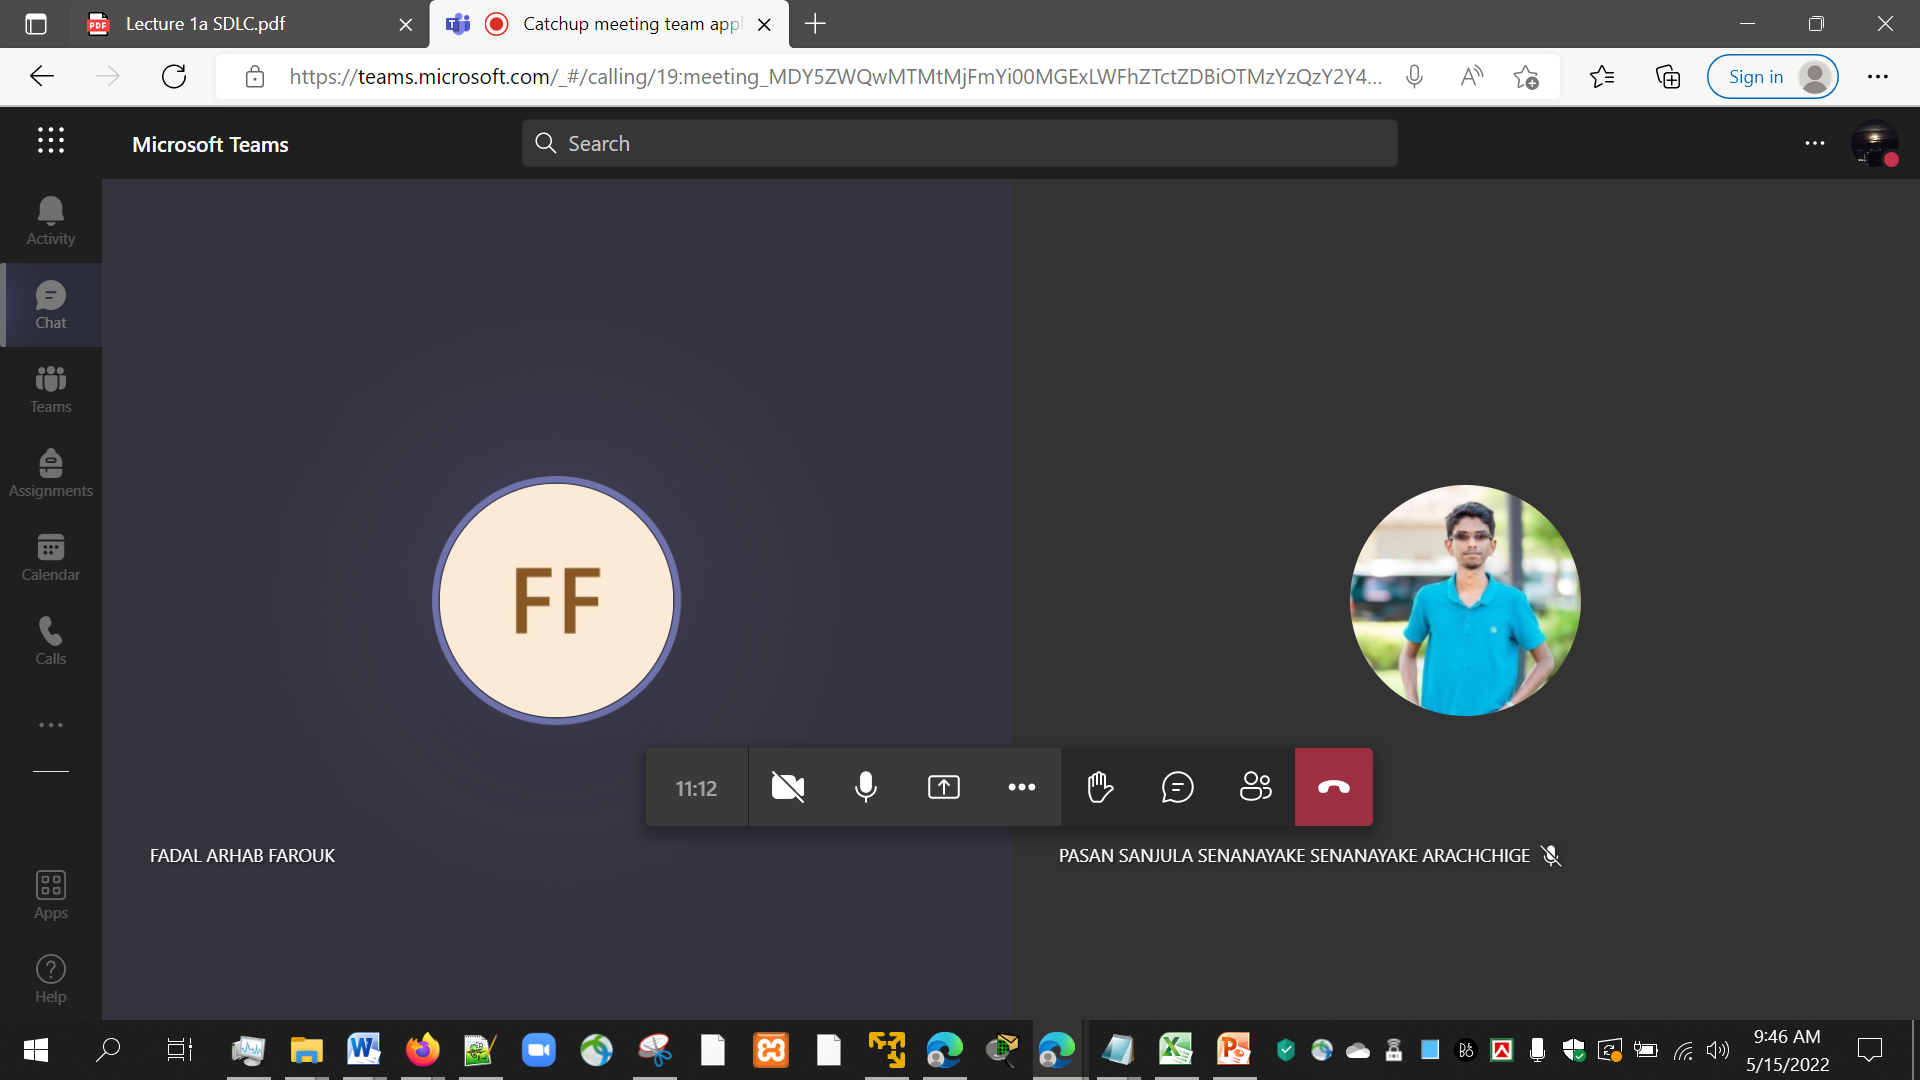 Lecture 1a SDLC.pdf
Catchup meeting team appl
https://teams.microsoft.com/_#/calling/19:meeting_MDY5ZWQwMTMtMjFmYi00MGExLWFhZTctZDBiOTMzYzQzY2Y4...
Sign in
Microsoft Teams
Search
Activity
Chat
Teams
Assignments
Calendar
Calls
Apps
Help
FF
11:12
FADAL ARHAB FAROUK
PASAN SANJULA SENANAYAKE SENANAYAKE ARACHCHIGE
9:46 AM
5/15/2022